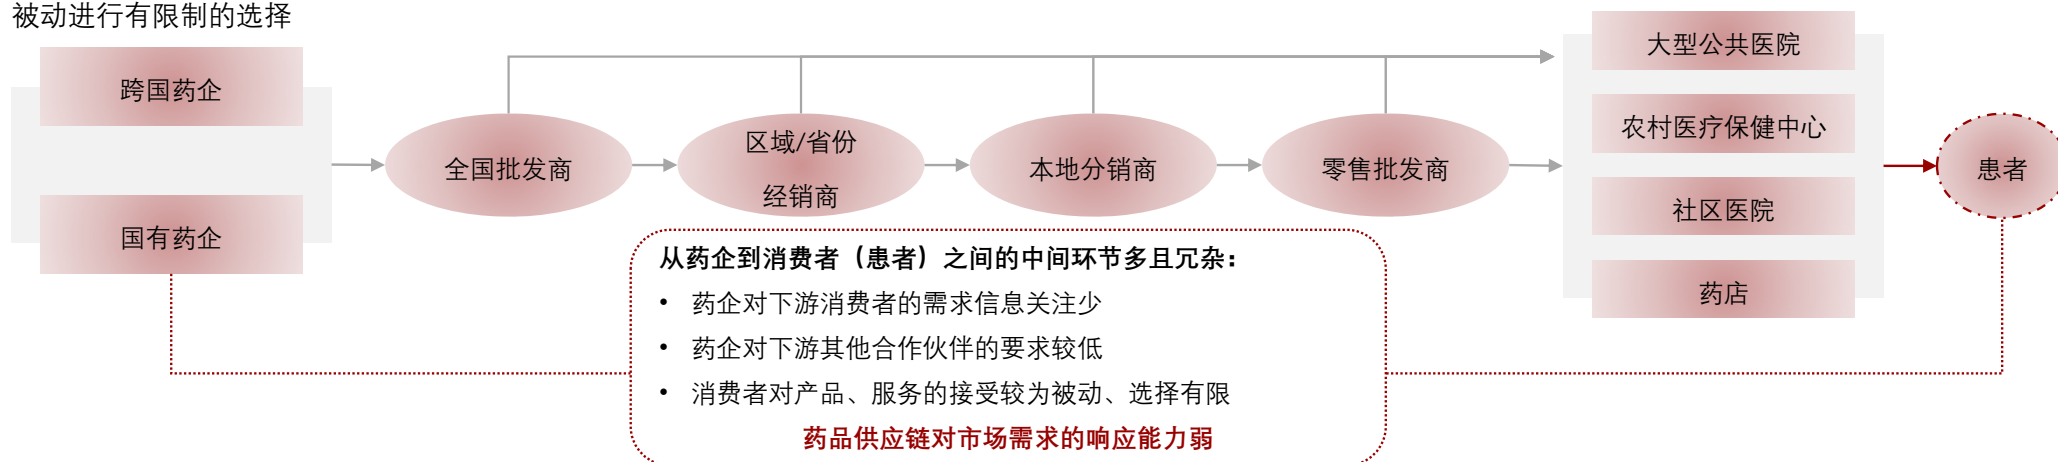 被动进行有限制的选择
跨国药企
国有药企
全国批发商
区域/省份
经销商
本地分销商
零售批发商
大型公共医院
农村医疗保健中心
社区医院
药店
患者
从药企到消费者（患者）之间的中间环节多且冗杂：
• 药企对下游消费者的需求信息关注少
• 药企对下游其他合作伙伴的要求较低
• 消费者对产品、服务的接受较为被动、选择有限
药品供应链对市场需求的响应能力弱